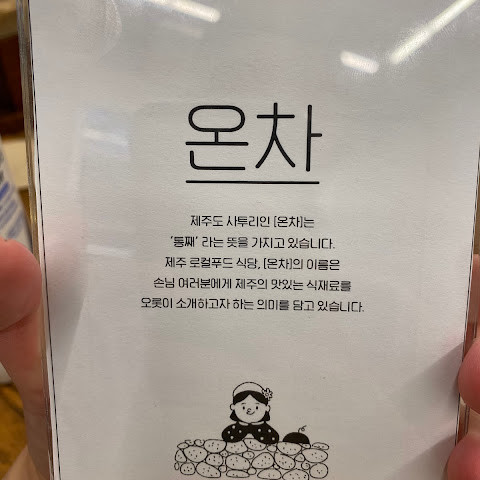 온차
제주도 사투리인 [온차]는
'통째' 라는 뜻을 가지고 있습니다.
제주 로컬푸드 식당, [온차]의 이름은
손님 여러분에게 제주의 맛있는 식재료를
오롯이 소개하고자 하는 의미를 담고 있습니다.